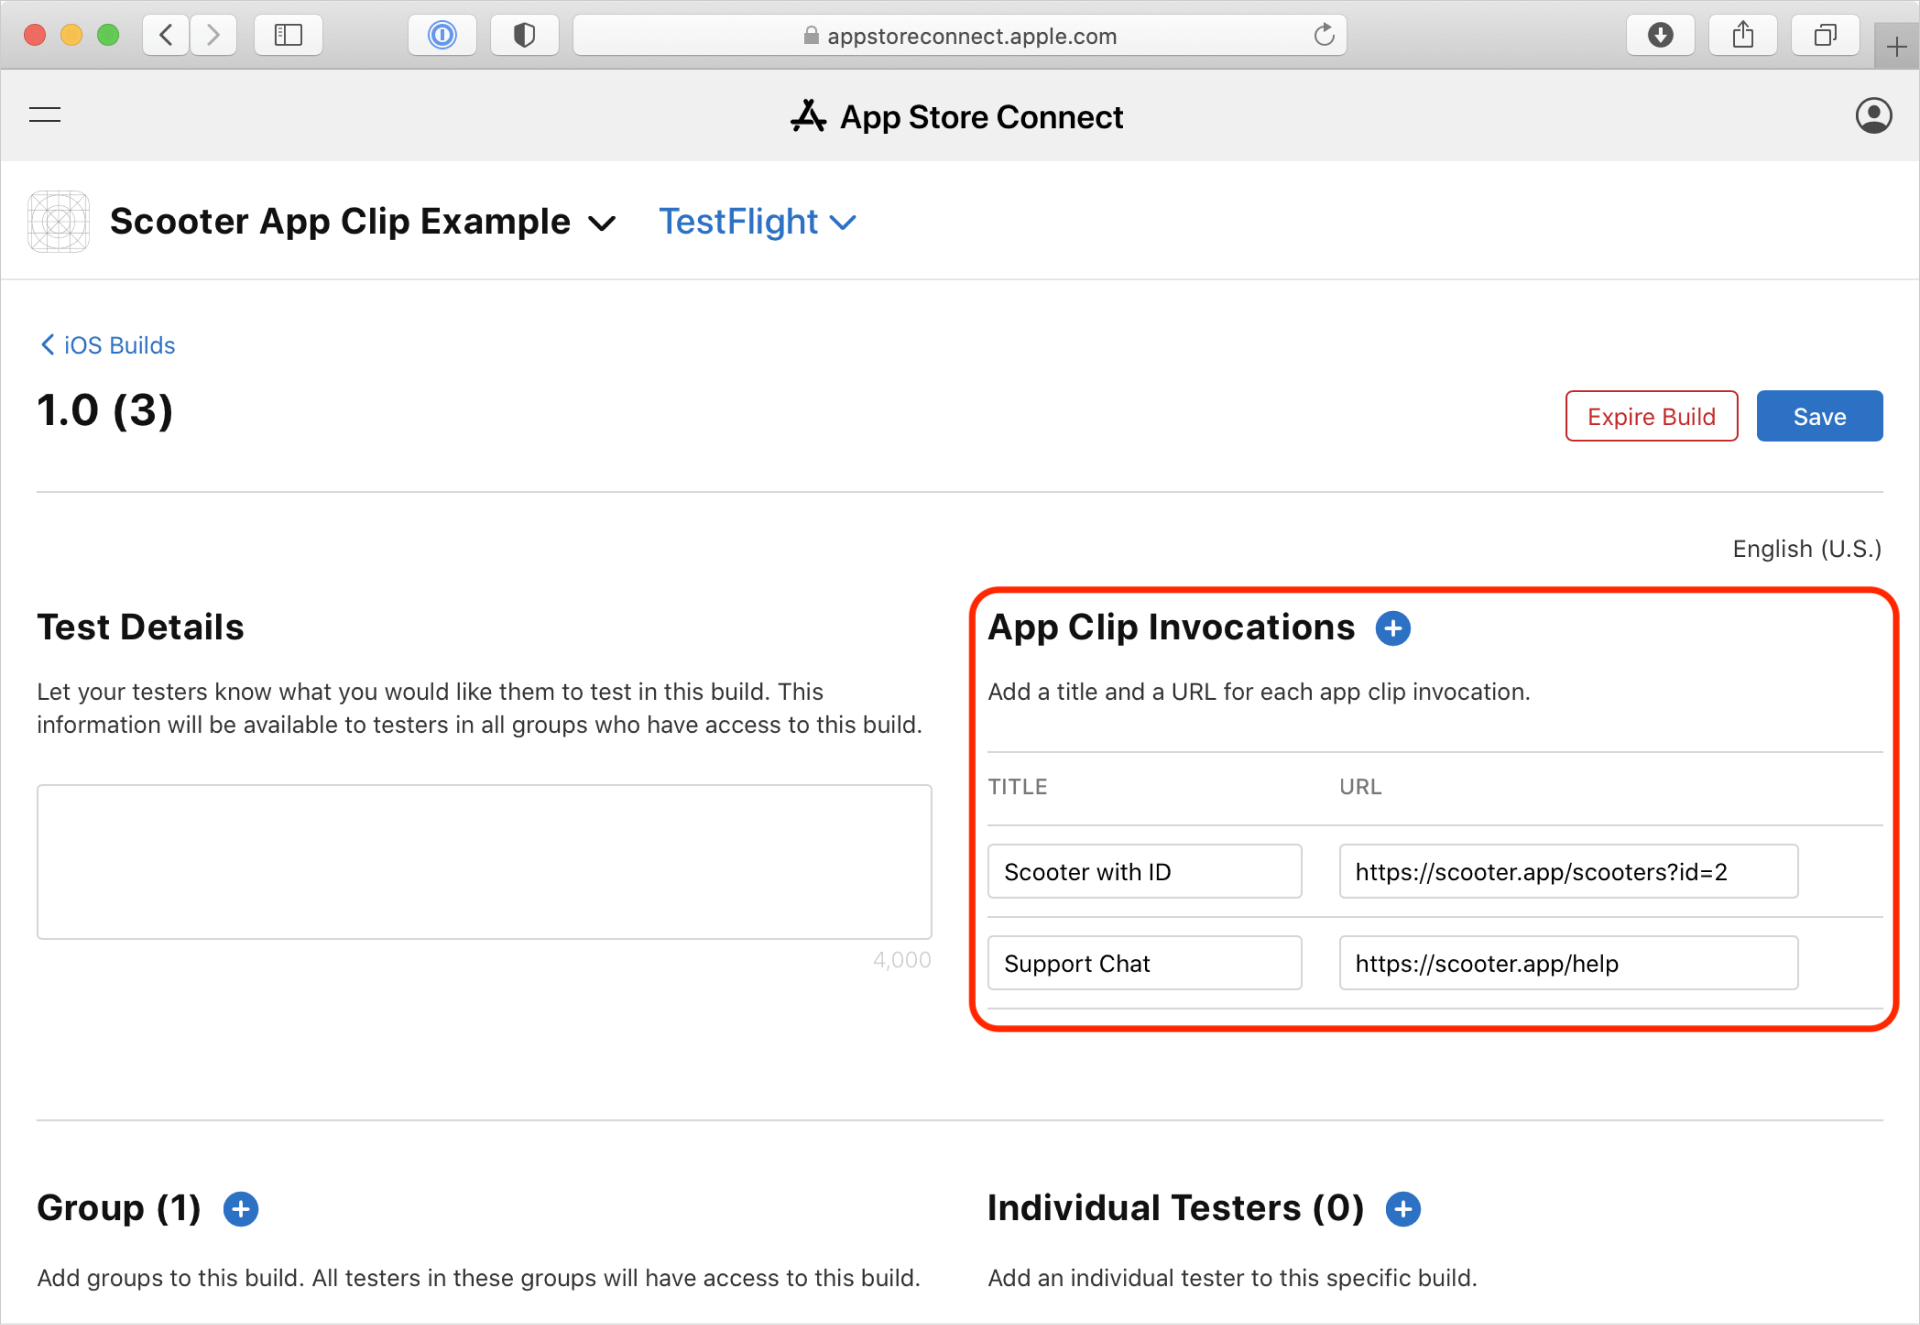 appstoreconnect.apple.com
App Store Connect
Scooter App Clip Example
TestFlight
iOS Builds
1.0 (3)
Expire Build
Save
English (U.S.)
Test Details
Let your testers know what you would like them to test in this build. This
information will be available to testers in all groups who have access to this build.
4,000
App Clip Invocations
Add a title and a URL for each app clip invocation.
TITLE URL
Scooter with ID https://scooter.app/scooters?id=2
Support Chat https://scooter.app/help
Group (1)
Add groups to this build. All testers in these groups will have access to this build.
Individual Testers (0)
Add an individual tester to this specific build.